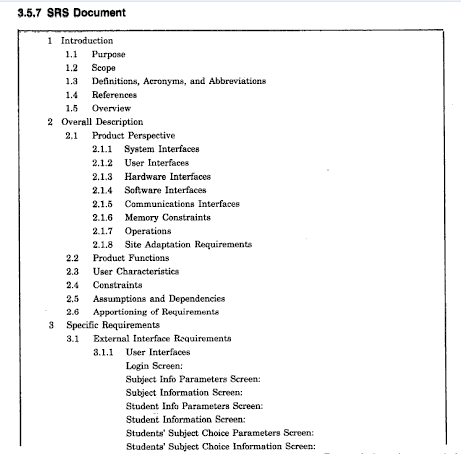 3.5.7 SRS Document
1 Introduction
1.1 Purpose
1.2 Scope
1.3 Definitions, Acronyms, and Abbreviations
1.4 References
1.5 Overview
2 Overall Description
2.1 Product Perspective
2.1.1 System Interfaces
2.1.2 User Interfaces
2.1.3 Hardware Interfaces
2.1.4 Software Interfaces
2.1.5 Communications Interfaces
2.1.6 Memory Constraints
2.1.7 Operations
2.1.8 Site Adaptation Requirements
2.2 Product Functions
2.3 User Characteristics
2.4 Constraints
2.5 Assumptions and Dependencies
2.6 Apportioning of Requirements
3 Specific Requirements
3.1 External Interface Requirements
3.1.1 User Interfaces
Login Screen:
Subject Info Parameters Screen:
Subject Information Screen:
Student Info Parameters Screen:
Student Information Screen:
Students' Subject Choice Parameters Screen:
Students' Subject Choice Information Screen: